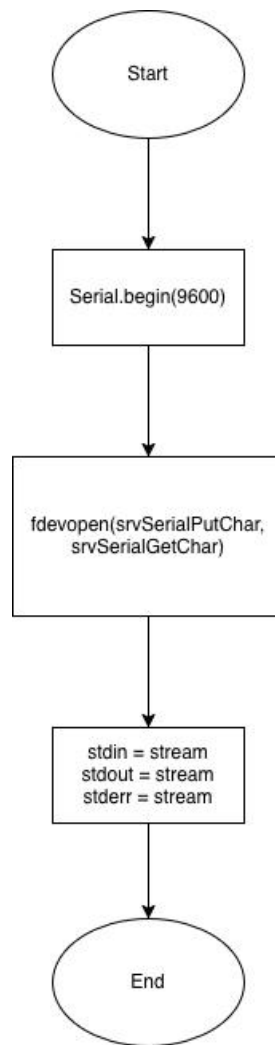 Start
Serial.begin(9600)
fdevopen(srvSerialPutChar,
srvSerialGetChar)
stdin = stream
stdout = stream
stderr = stream
End